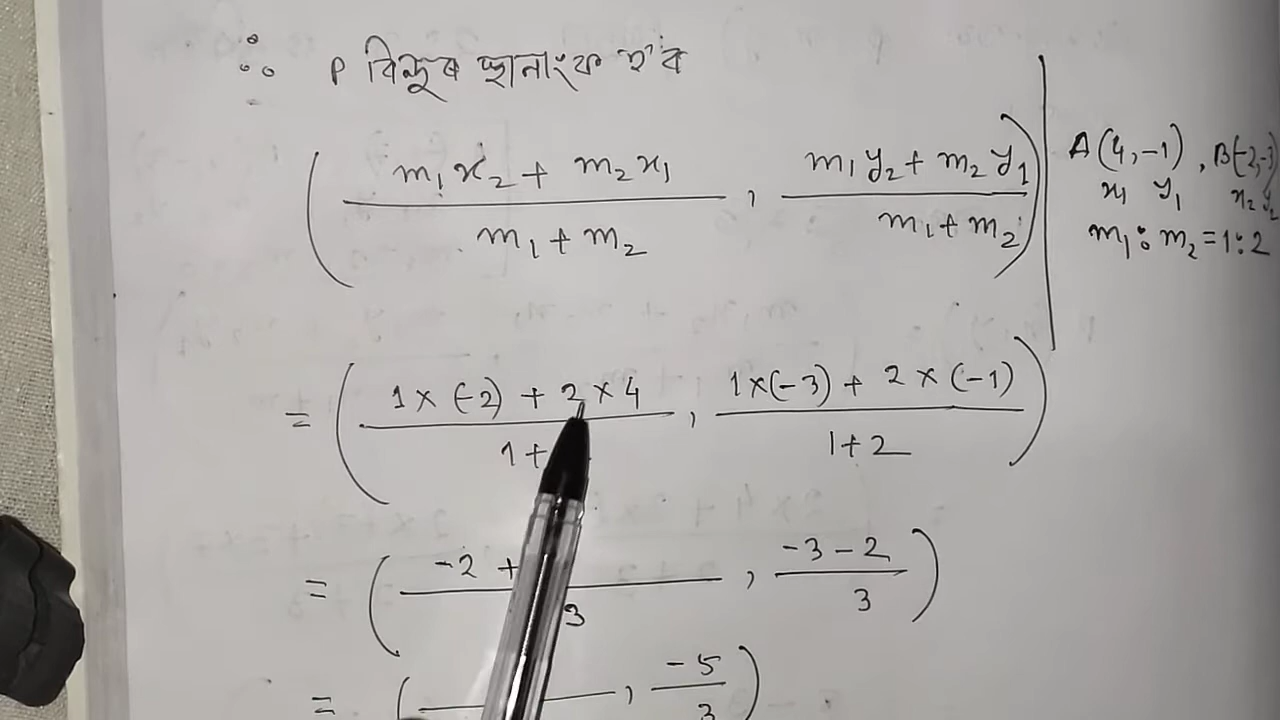 ∴ P বিন্দুৰ স্থানাংক হ'ব
( (m₁x₂ + m₂x₁) / (m₁ + m₂) , (m₁y₂ + m₂y₁) / (m₁ + m₂) )
A(4,-1), B(-2,-3)
x₁ y₁ x₂ y₂
m₁ : m₂ = 1:2
= ( (1×(-2) + 2×4) / (1+ , (1×(-3) + 2×(-1)) / (1+2) )
= ( (-2 + / 3 , (-3-2) / 3 )
= ( , -5 / 3 )